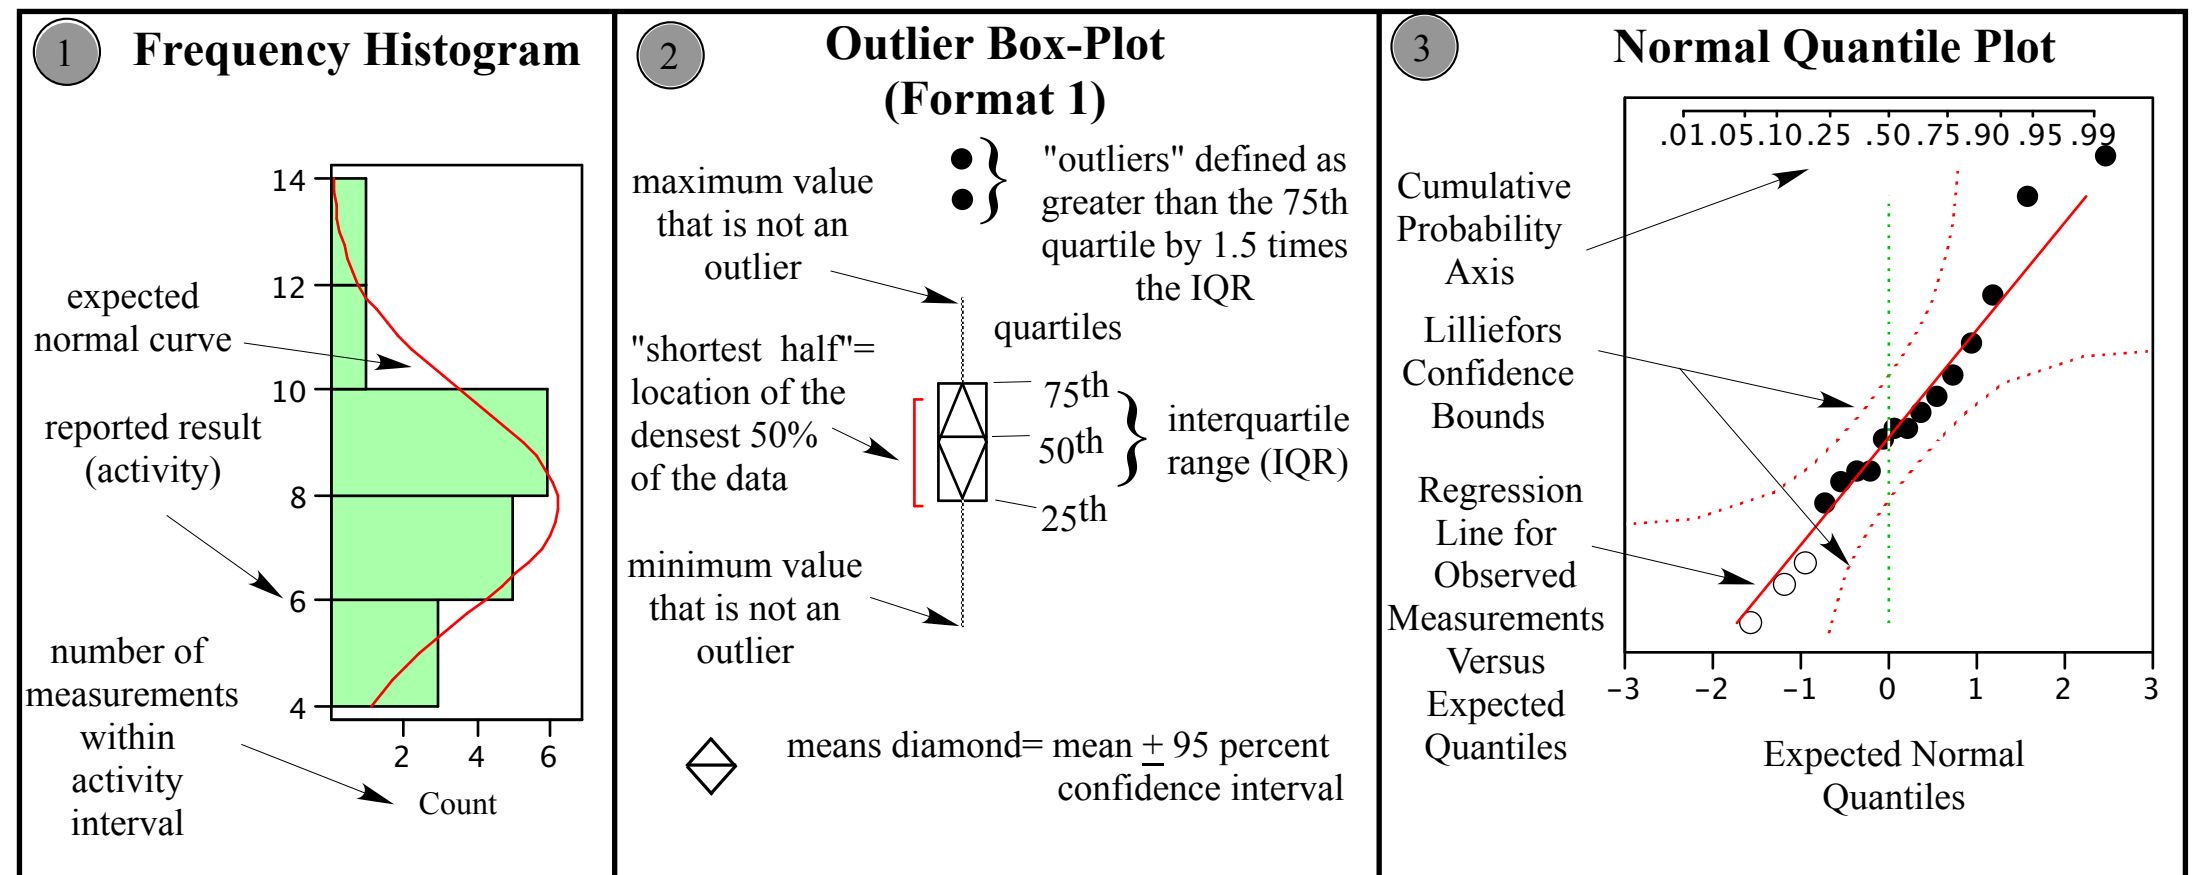 1
Frequency Histogram
14
12
10
8
6
4
2 4 6
Count
expected
normal curve
reported result
(activity)
number of
measurements
within
activity
interval
2
Outlier Box-Plot
(Format 1)
maximum value
that is not an
outlier
"outliers" defined as
greater than the 75th
quartile by 1.5 times
the IQR
quartiles
"shortest half"=
location of the
densest 50%
of the data
75th
50th
25th
interquartile
range (IQR)
minimum value
that is not an
outlier
means diamond= mean ± 95 percent
confidence interval
3
Normal Quantile Plot
.01 .05 .10 .25 .50 .75 .90 .95 .99
Cumulative
Probability
Axis
Lilliefors
Confidence
Bounds
Regression
Line for
Observed
Measurements
Versus
Expected
Quantiles
−3 −2 −1 0 1 2 3
Expected Normal
Quantiles